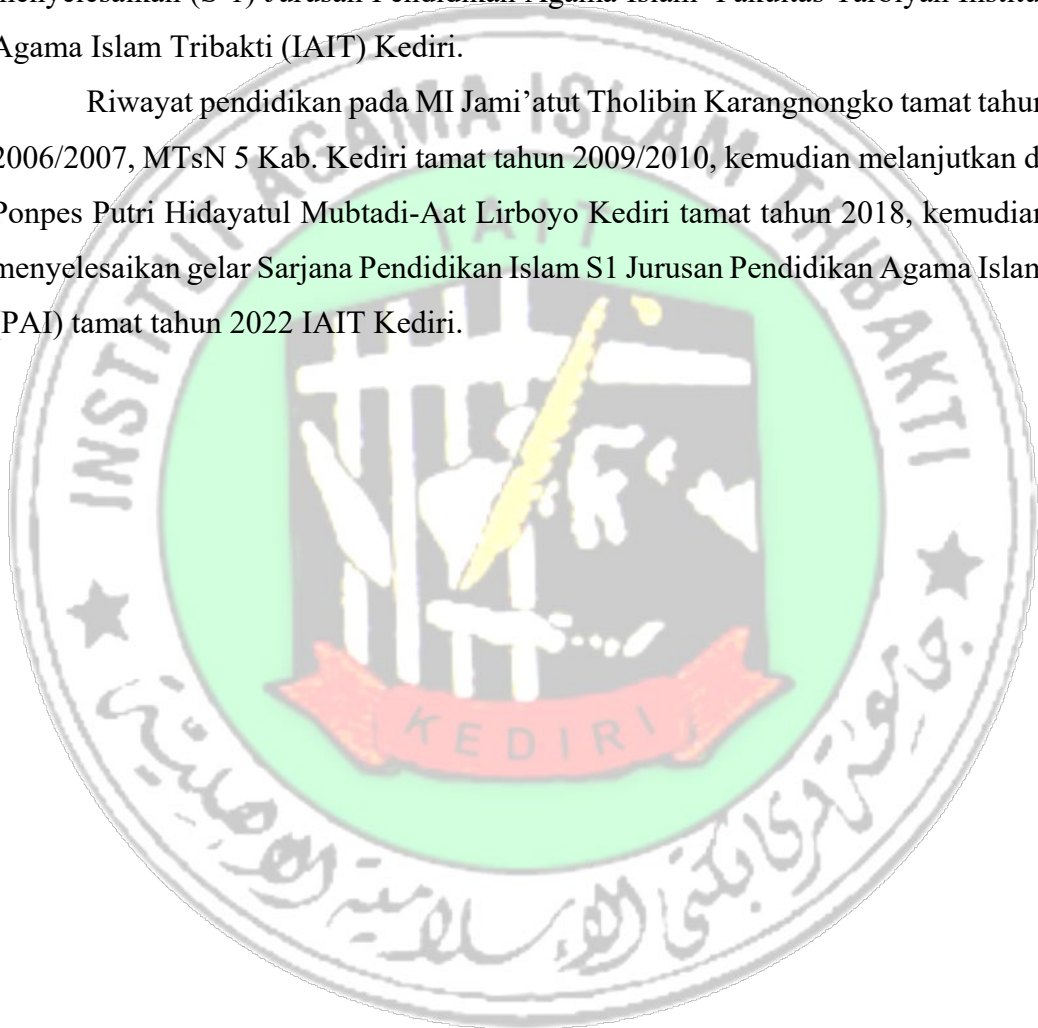 menyelesaikan (S-1) Jurusan Pendidikan Agama Islam Fakultas Tarbiyah Institu
Agama Islam Tribakti (IAIT) Kediri.
Riwayat pendidikan pada MI Jami’atut Tholibin Karangnongko tamat tahun
2006/2007, MTsN 5 Kab. Kediri tamat tahun 2009/2010, kemudian melanjutkan d
Ponpes Putri Hidayatul Mubtadi-Aat Lirboyo Kediri tamat tahun 2018, kemudian
menyelesaikan gelar Sarjana Pendidikan Islam S1 Jurusan Pendidikan Agama Islam
(PAI) tamat tahun 2022 IAIT Kediri.
INSTITUT AGAMA ISLAM TRIBAKTI
IAIT
KEDIRI